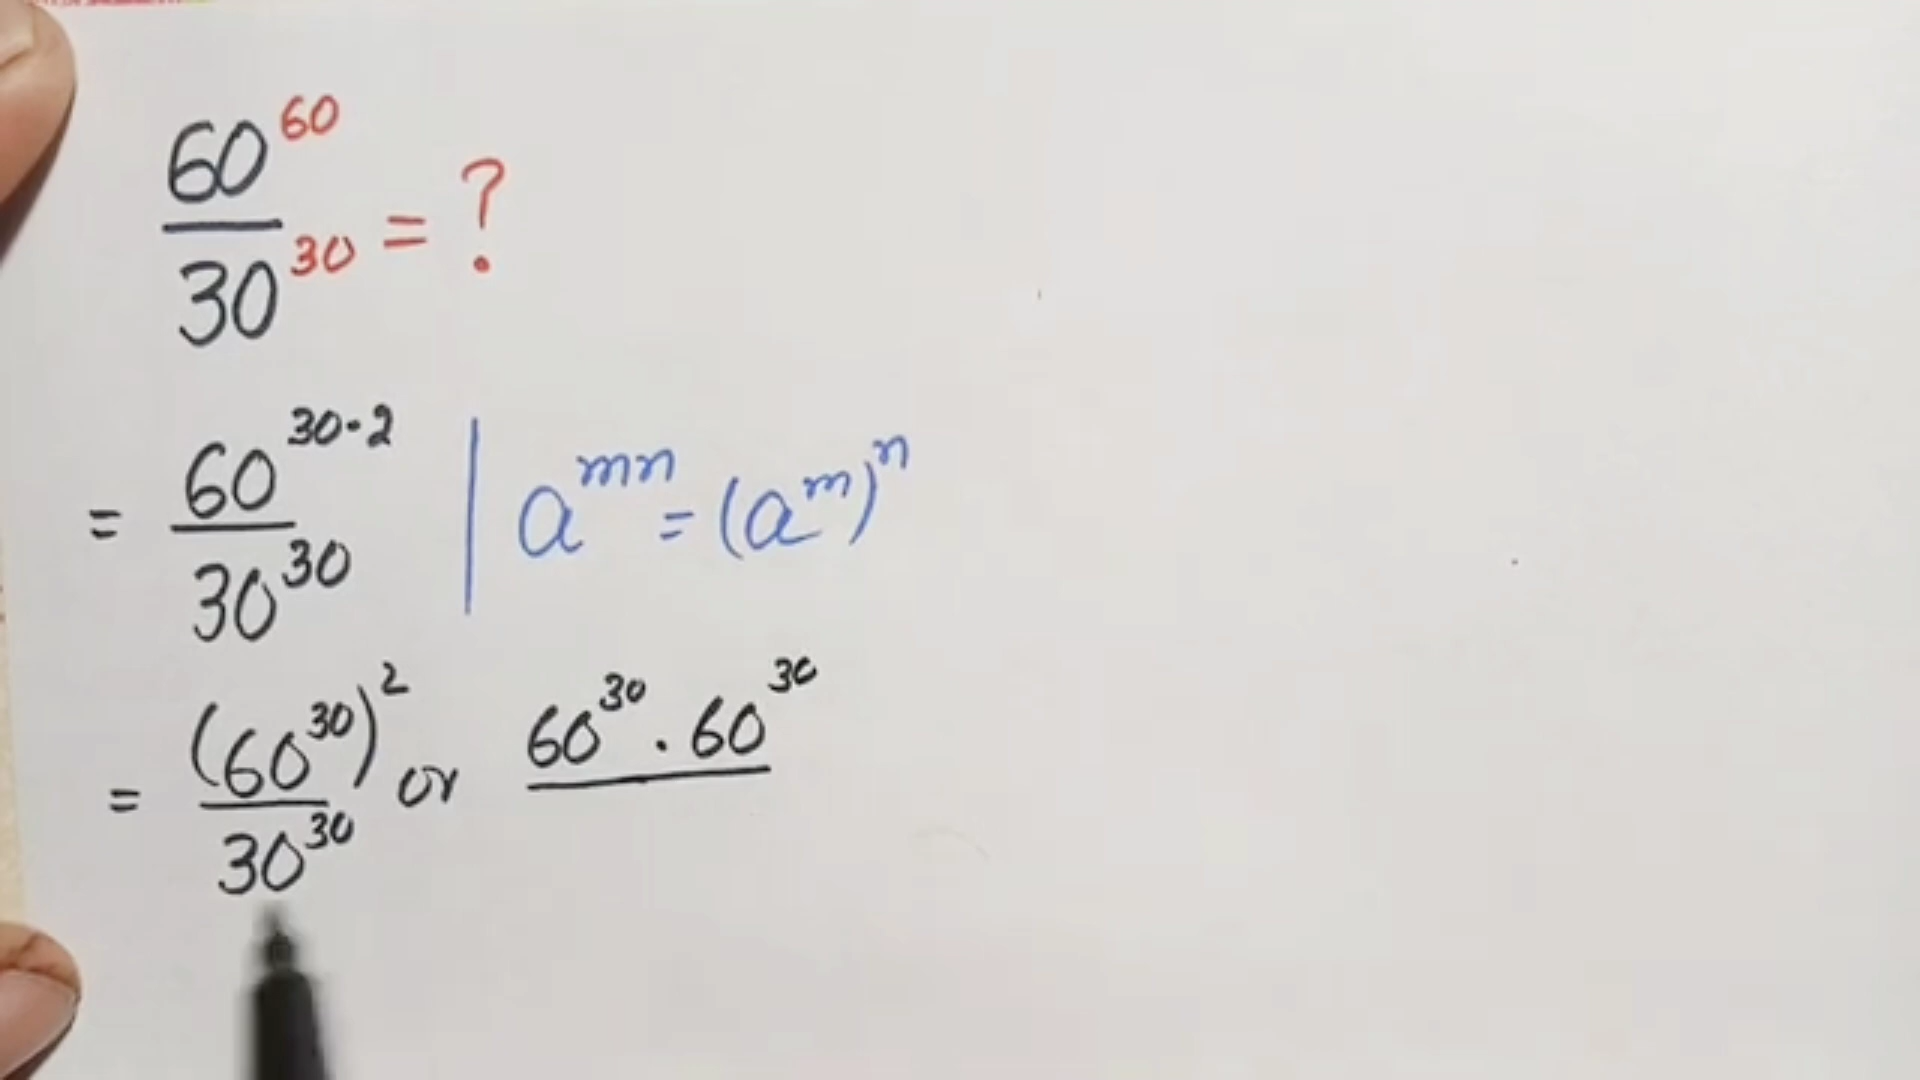 60^60 / 30^30 = ?
= 60^30·2 / 30^30 | a^mn = (a^m)^n
= (60^30)^2 / 30^30 or 60^30 . 60^30